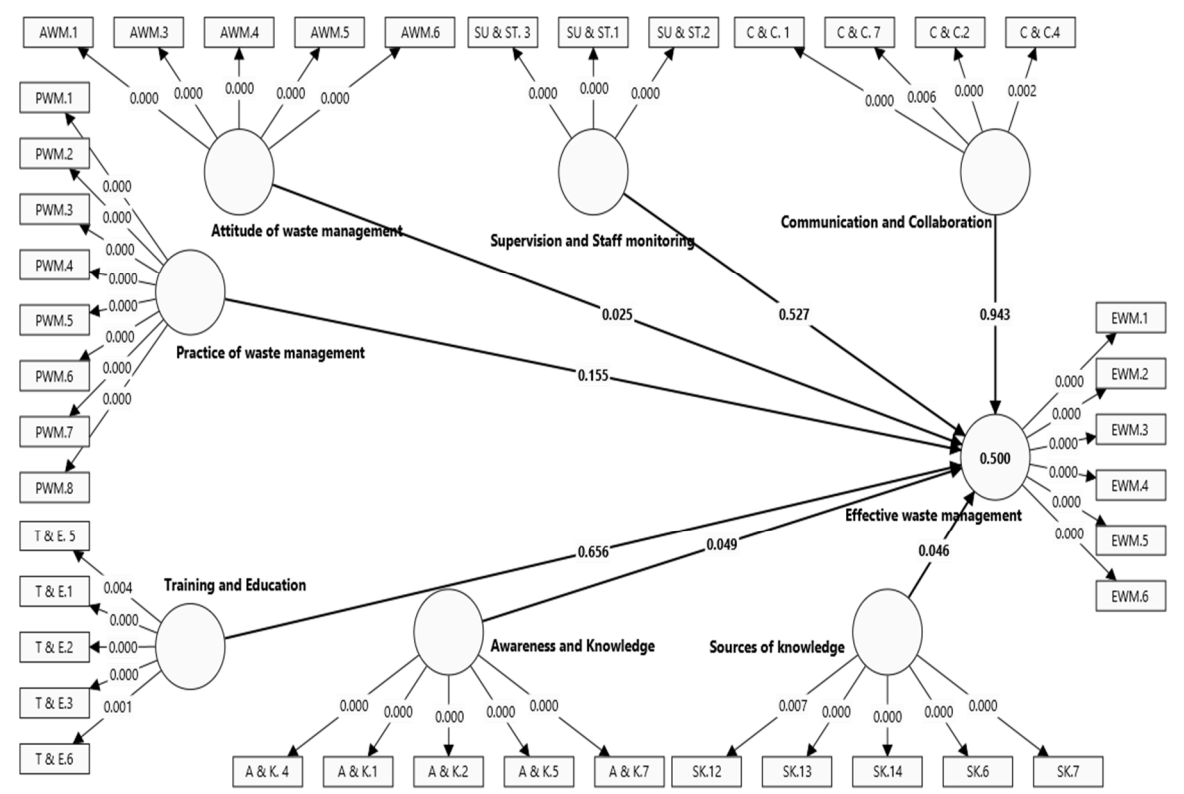 AWM.1
AWM.3
AWM.4
AWM.5
AWM.6
SU & ST. 3
SU & ST.1
SU & ST.2
C & C. 1
C & C. 7
C & C.2
C & C.4
0.000
0.000
0.000
0.000
0.000
0.000
0.000
0.000
0.000
0.006
0.000
0.002
PWM.1
PWM.2
PWM.3
PWM.4
PWM.5
PWM.6
PWM.7
PWM.8
0.000
0.000
0.000
0.000
0.000
0.000
0.000
0.000
Attitude of waste management
Supervision and Staff monitoring
Communication and Collaboration
Practice of waste management
0.025
0.527
0.943
0.155
EWM.1
EWM.2
EWM.3
EWM.4
EWM.5
EWM.6
0.000
0.000
0.000
0.000
0.000
0.000
0.500
Effective waste management
0.656
0.049
0.046
T & E. 5
T & E.1
T & E.2
T & E.3
T & E.6
0.004
0.000
0.000
0.000
0.001
Training and Education
Awareness and Knowledge
Sources of knowledge
0.000
0.000
0.000
0.000
0.000
0.007
0.000
0.000
0.000
0.000
A & K. 4
A & K.1
A & K.2
A & K.5
A & K.7
SK.12
SK.13
SK.14
SK.6
SK.7